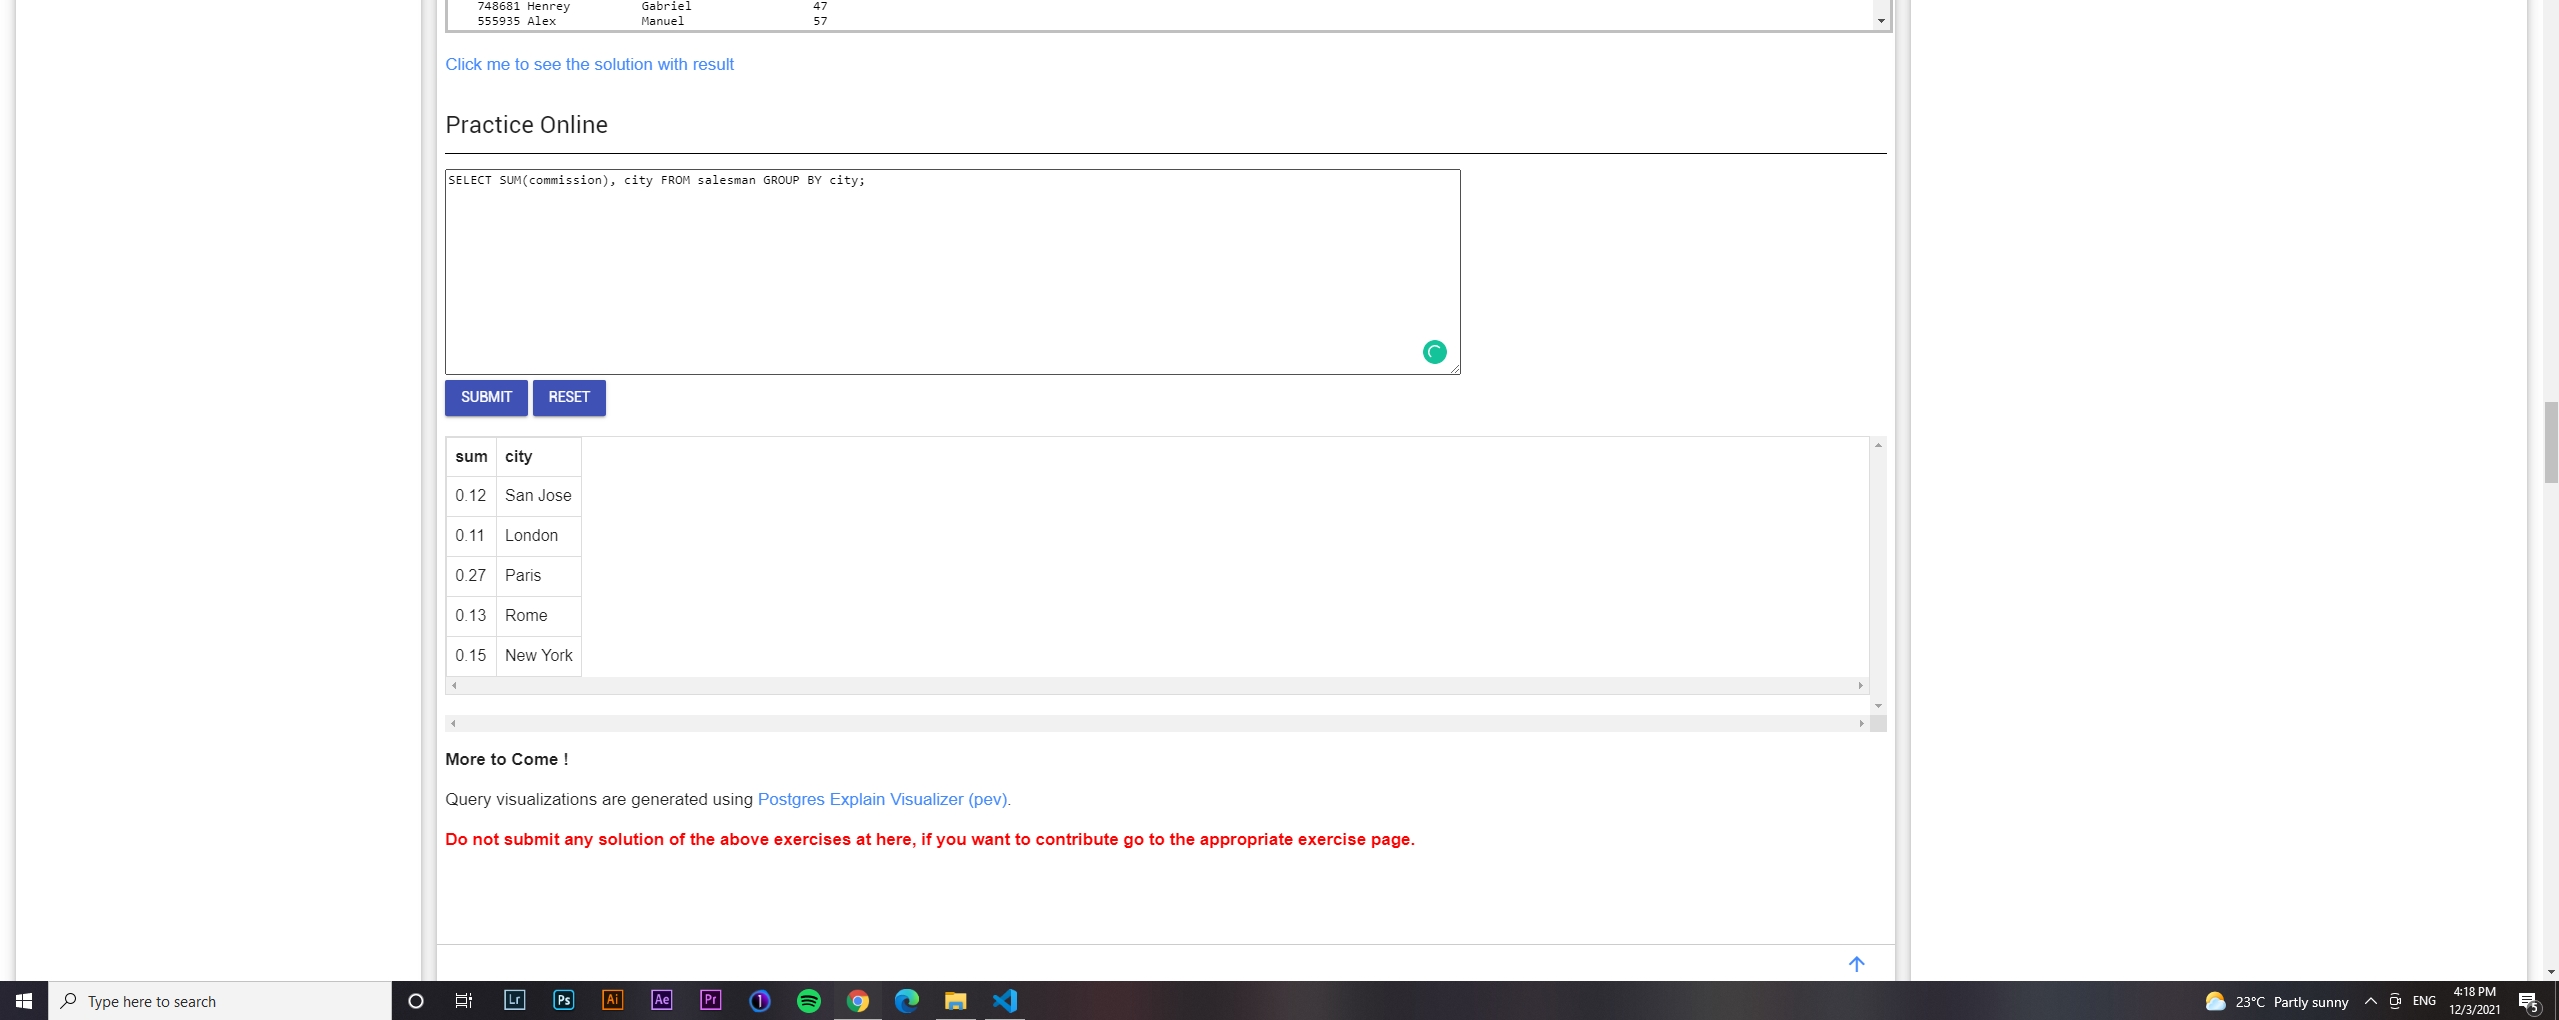 748681 Henrey Gabriel 47
555935 Alex Manuel 57
Click me to see the solution with result
Practice Online
SELECT SUM(commission), city FROM salesman GROUP BY city;
SUBMIT RESET
sum city
0.12 San Jose
0.11 London
0.27 Paris
0.13 Rome
0.15 New York
More to Come !
Query visualizations are generated using Postgres Explain Visualizer (pev).
Do not submit any solution of the above exercises at here, if you want to contribute go to the appropriate exercise page.
Type here to search
Lr Ps Ai Ae Pr
23°C Partly sunny
ENG
4:18 PM
12/3/2021
5